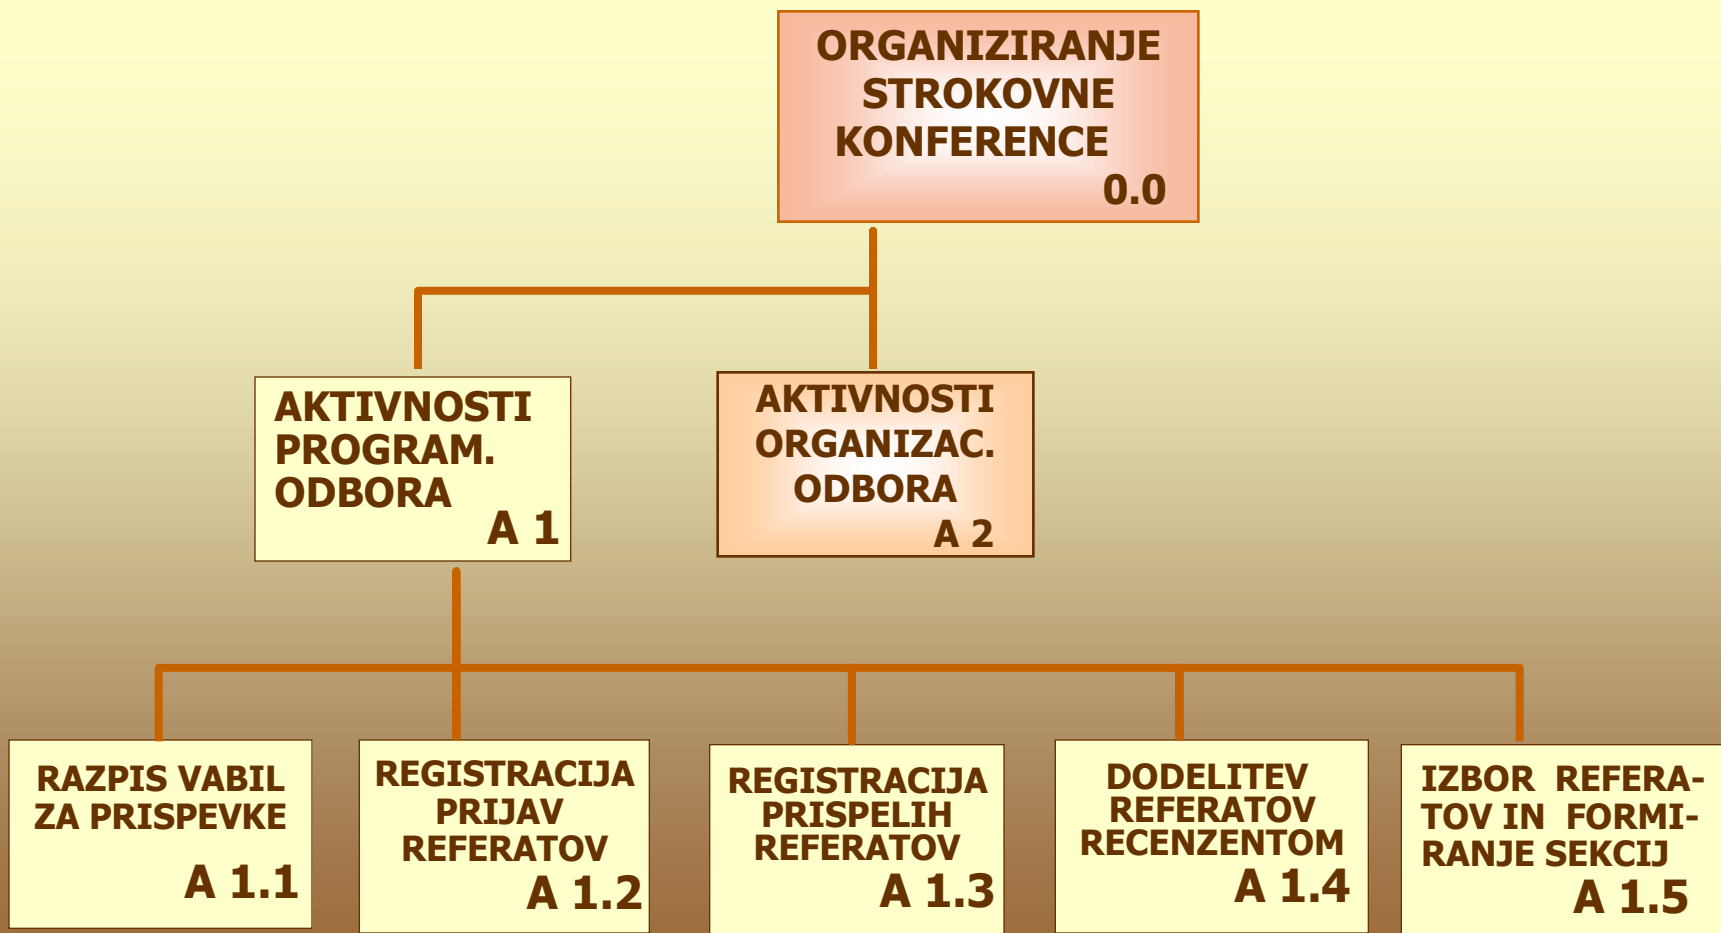 ORGANIZIRANJE
STROKOVNE
KONFERENCE
0.0
AKTIVNOSTI
PROGRAM.
ODBORA
A 1
AKTIVNOSTI
ORGANIZAC.
ODBORA
A 2
RAZPIS VABIL
ZA PRISPEVKE
A 1.1
REGISTRACIJA
PRIJAV
REFERATOV
A 1.2
REGISTRACIJA
PRISPELIH
REFERATOV
A 1.3
DODELITEV
REFERATOV
RECENZENTOM
A 1.4
IZBOR REFERA-
TOV IN FORMI-
RANJE SEKCIJ
A 1.5